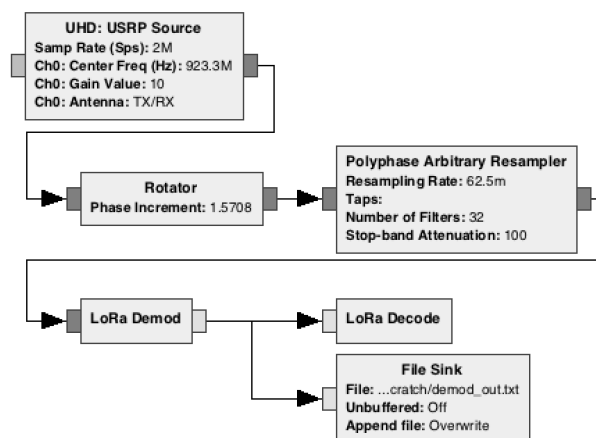 UHD: USRP Source
Samp Rate (Sps): 2M
Ch0: Center Freq (Hz): 923.3M
Ch0: Gain Value: 10
Ch0: Antenna: TX/RX
Rotator
Phase Increment: 1.5708
Polyphase Arbitrary Resampler
Resampling Rate: 62.5m
Taps:
Number of Filters: 32
Stop-band Attenuation: 100
LoRa Demod
LoRa Decode
File Sink
File: ...cratch/demod_out.txt
Unbuffered: Off
Append file: Overwrite